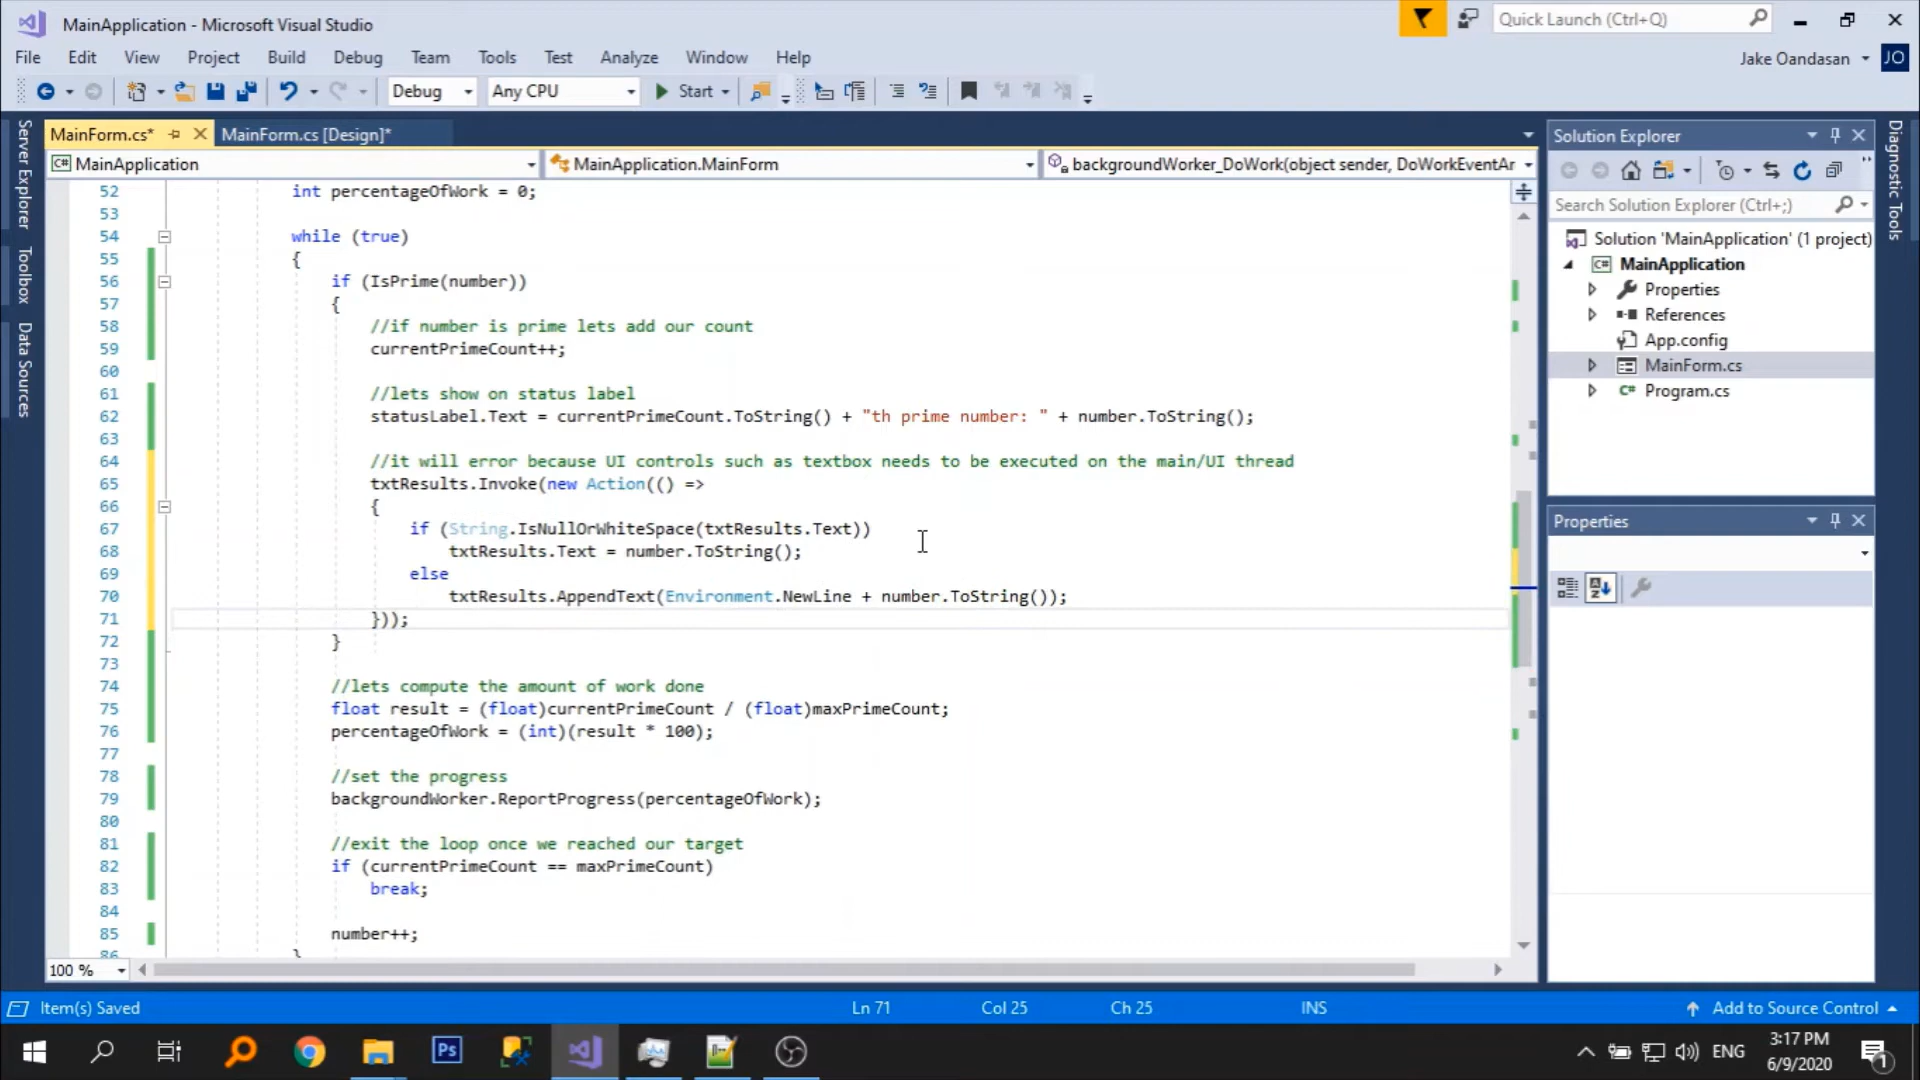 MainApplication - Microsoft Visual Studio
Quick Launch (Ctrl+Q)
File Edit View Project Build Debug Team Tools Test Analyze Window Help
Jake Oandasan
JO
Debug Any CPU Start
MainForm.cs*
MainForm.cs [Design]*
MainApplication
MainApplication.MainForm
backgroundWorker_DoWork(object sender, DoWorkEventAr
Server Explorer
Toolbox
Data Sources
52 int percentageOfWork = 0;
53
54 while (true)
55 {
56 if (IsPrime(number))
57 {
58 //if number is prime lets add our count
59 currentPrimeCount++;
60
61 //lets show on status label
62 statusLabel.Text = currentPrimeCount.ToString() + "th prime number: " + number.ToString();
63
64 //it will error because UI controls such as textbox needs to be executed on the main/UI thread
65 txtResults.Invoke(new Action(() =>
66 {
67 if (String.IsNullOrWhiteSpace(txtResults.Text))
68 txtResults.Text = number.ToString();
69 else
70 txtResults.AppendText(Environment.NewLine + number.ToString());
71 }));
72 }
73
74 //lets compute the amount of work done
75 float result = (float)currentPrimeCount / (float)maxPrimeCount;
76 percentageOfWork = (int)(result * 100);
77
78 //set the progress
79 backgroundWorker.ReportProgress(percentageOfWork);
80
81 //exit the loop once we reached our target
82 if (currentPrimeCount == maxPrimeCount)
83 break;
84
85 number++;
86 }
100 %
Solution Explorer
Search Solution Explorer (Ctrl+;)
Solution 'MainApplication' (1 project)
C# MainApplication
Properties
References
App.config
MainForm.cs
C# Program.cs
Properties
Diagnostic Tools
Item(s) Saved
Ln 71 Col 25 Ch 25 INS
Add to Source Control
Ps
ENG
3:17 PM
6/9/2020
1